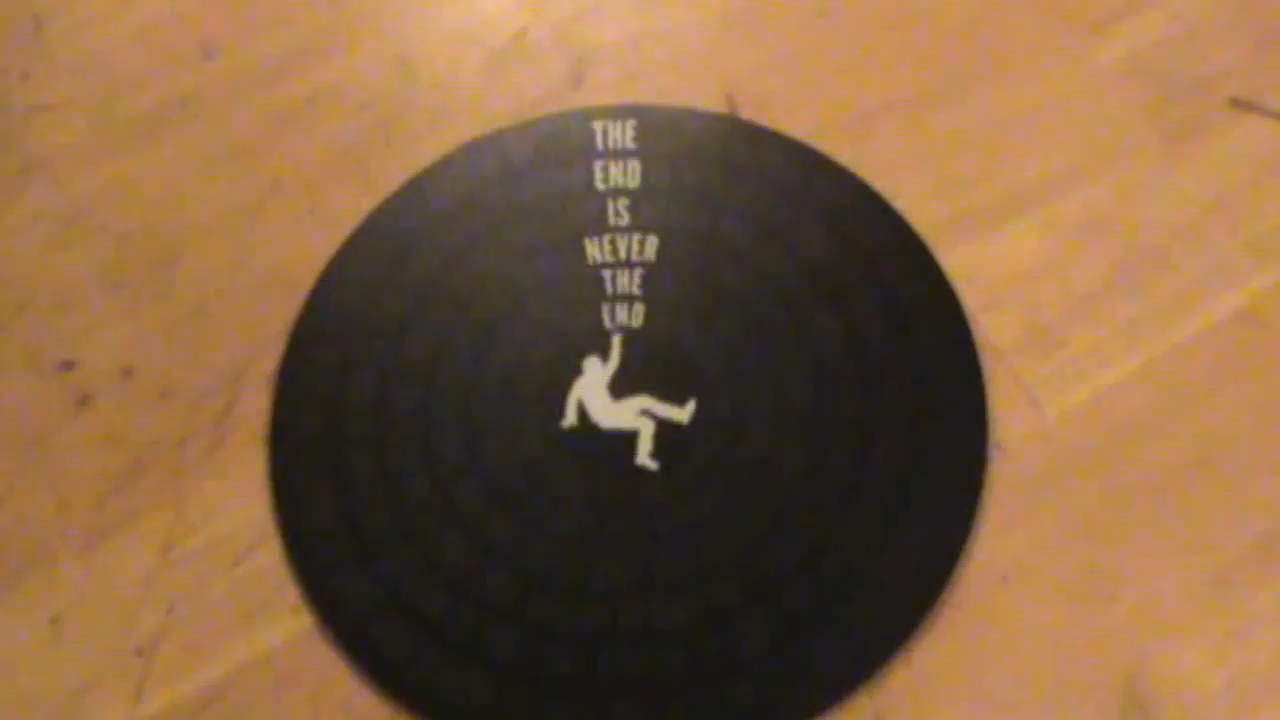 THE
END
IS
NEVER
THE
END